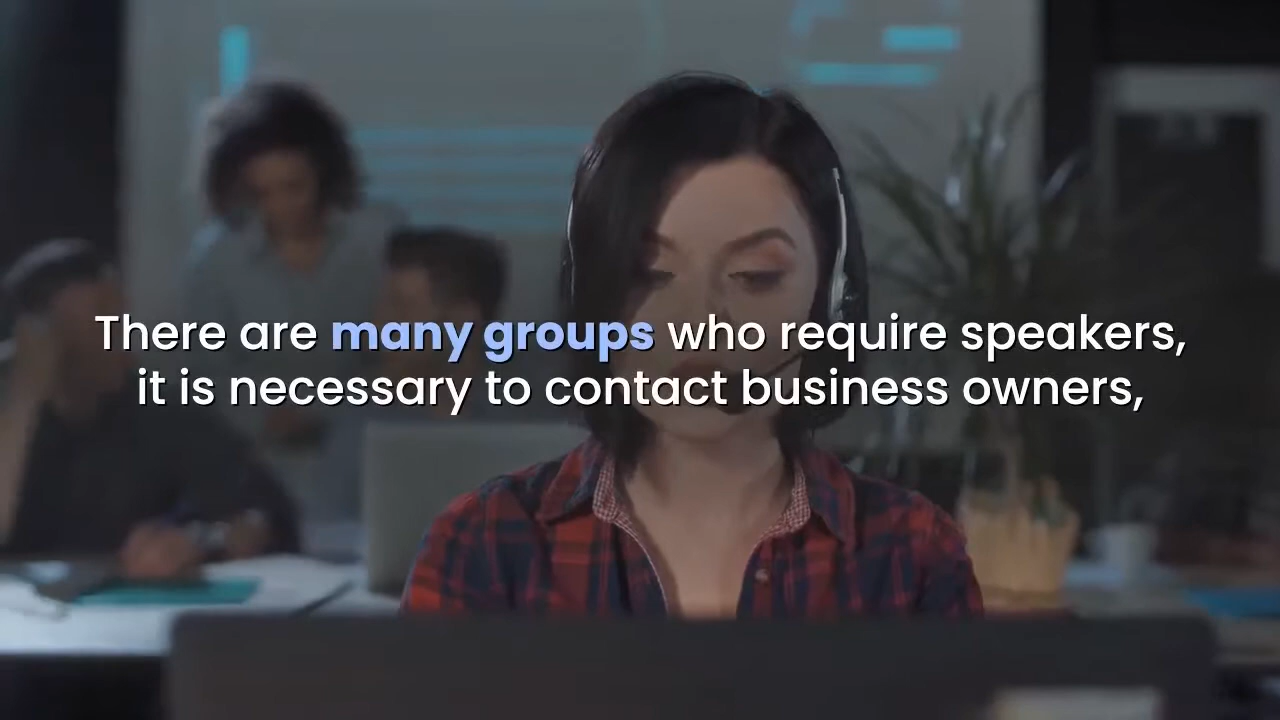 There are many groups who require speakers,
it is necessary to contact business owners,